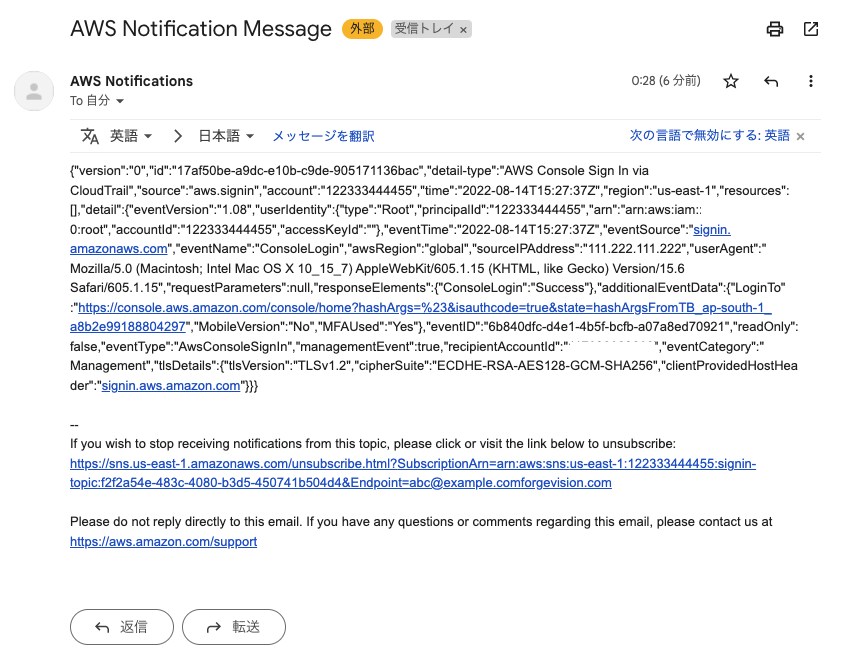 AWS Notification Message 外部 受信トレイ ×
AWS Notifications
0:28 (6 分前)
To 自分
英語 日本語 メッセージを翻訳 次の言語で無効にする: 英語 ×
{"version":"0","id":"17af50be-a9dc-e10b-c9de-905171136bac","detail-type":"AWS Console Sign In via
CloudTrail","source":"aws.signin","account":"122333444455","time":"2022-08-14T15:27:37Z","region":"us-east-1","resources":
[],"detail":{"eventVersion":"1.08","userIdentity":{"type":"Root","principalId":"122333444455","arn":"arn:aws:iam::
0:root","accountId":"122333444455","accessKeyId":""},"eventTime":"2022-08-14T15:27:37Z","eventSource":"signin.
amazonaws.com","eventName":"ConsoleLogin","awsRegion":"global","sourceIPAddress":"111.222.111.222","userAgent":"
Mozilla/5.0 (Macintosh; Intel Mac OS X 10_15_7) AppleWebKit/605.1.15 (KHTML, like Gecko) Version/15.6
Safari/605.1.15","requestParameters":null,"responseElements":{"ConsoleLogin":"Success"},"additionalEventData":{"LoginTo"
:"https://console.aws.amazon.com/console/home?hashArgs=%23&isauthcode=true&state=hashArgsFromTB_ap-south-1_
a8b2e99188804297","MobileVersion":"No","MFAUsed":"Yes"},"eventID":"6b840dfc-d4e1-4b5f-bcfb-a07a8ed70921","readOnly":
false,"eventType":"AwsConsoleSignIn","managementEvent":true,"recipientAccountId":" ","eventCategory":"
Management","tlsDetails":{"tlsVersion":"TLSv1.2","cipherSuite":"ECDHE-RSA-AES128-GCM-SHA256","clientProvidedHostHea
der":"signin.aws.amazon.com"}}}
--
If you wish to stop receiving notifications from this topic, please click or visit the link below to unsubscribe:
https://sns.us-east-1.amazonaws.com/unsubscribe.html?SubscriptionArn=arn:aws:sns:us-east-1:122333444455:signin-
topic:f2f2a54e-483c-4080-b3d5-450741b504d4&Endpoint=abc@example.comforgevision.com
Please do not reply directly to this email. If you have any questions or comments regarding this email, please contact us at
https://aws.amazon.com/support
返信 転送